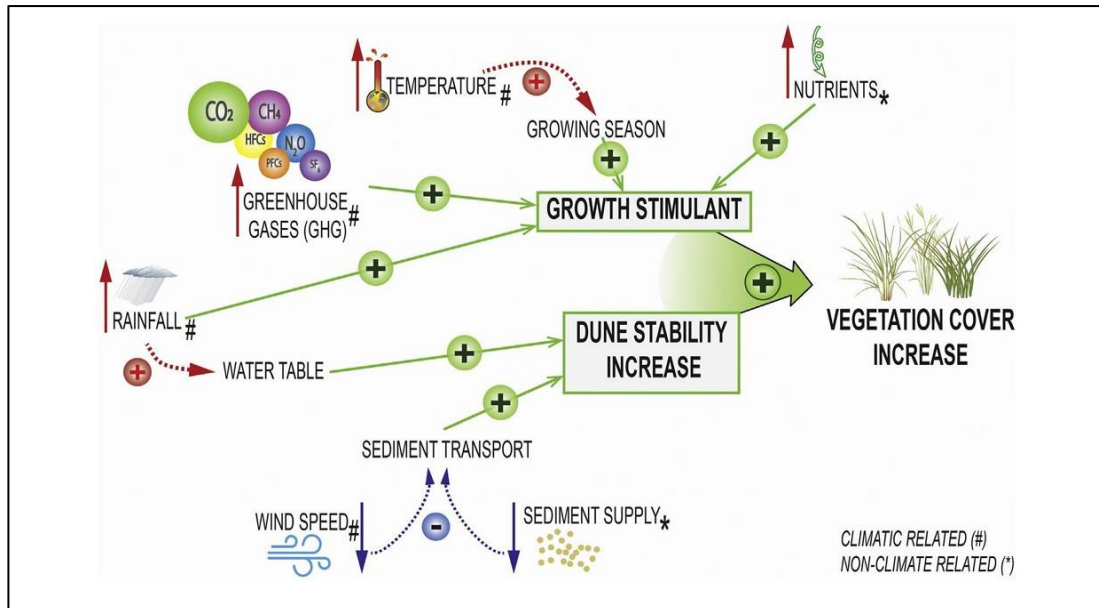 TEMPERATURE #
+
NUTRIENTS *
CO2
CH4
HFCs
N2O
PFCs
SF6
GROWING SEASON
+
+
GREENHOUSE #
GASES (GHG)
+
GROWTH STIMULANT
+
+
RAINFALL #
+
WATER TABLE
+
DUNE STABILITY
INCREASE
VEGETATION COVER
INCREASE
+
SEDIMENT TRANSPORT
WIND SPEED #
-
SEDIMENT SUPPLY *
CLIMATIC RELATED (#)
NON-CLIMATE RELATED (*)